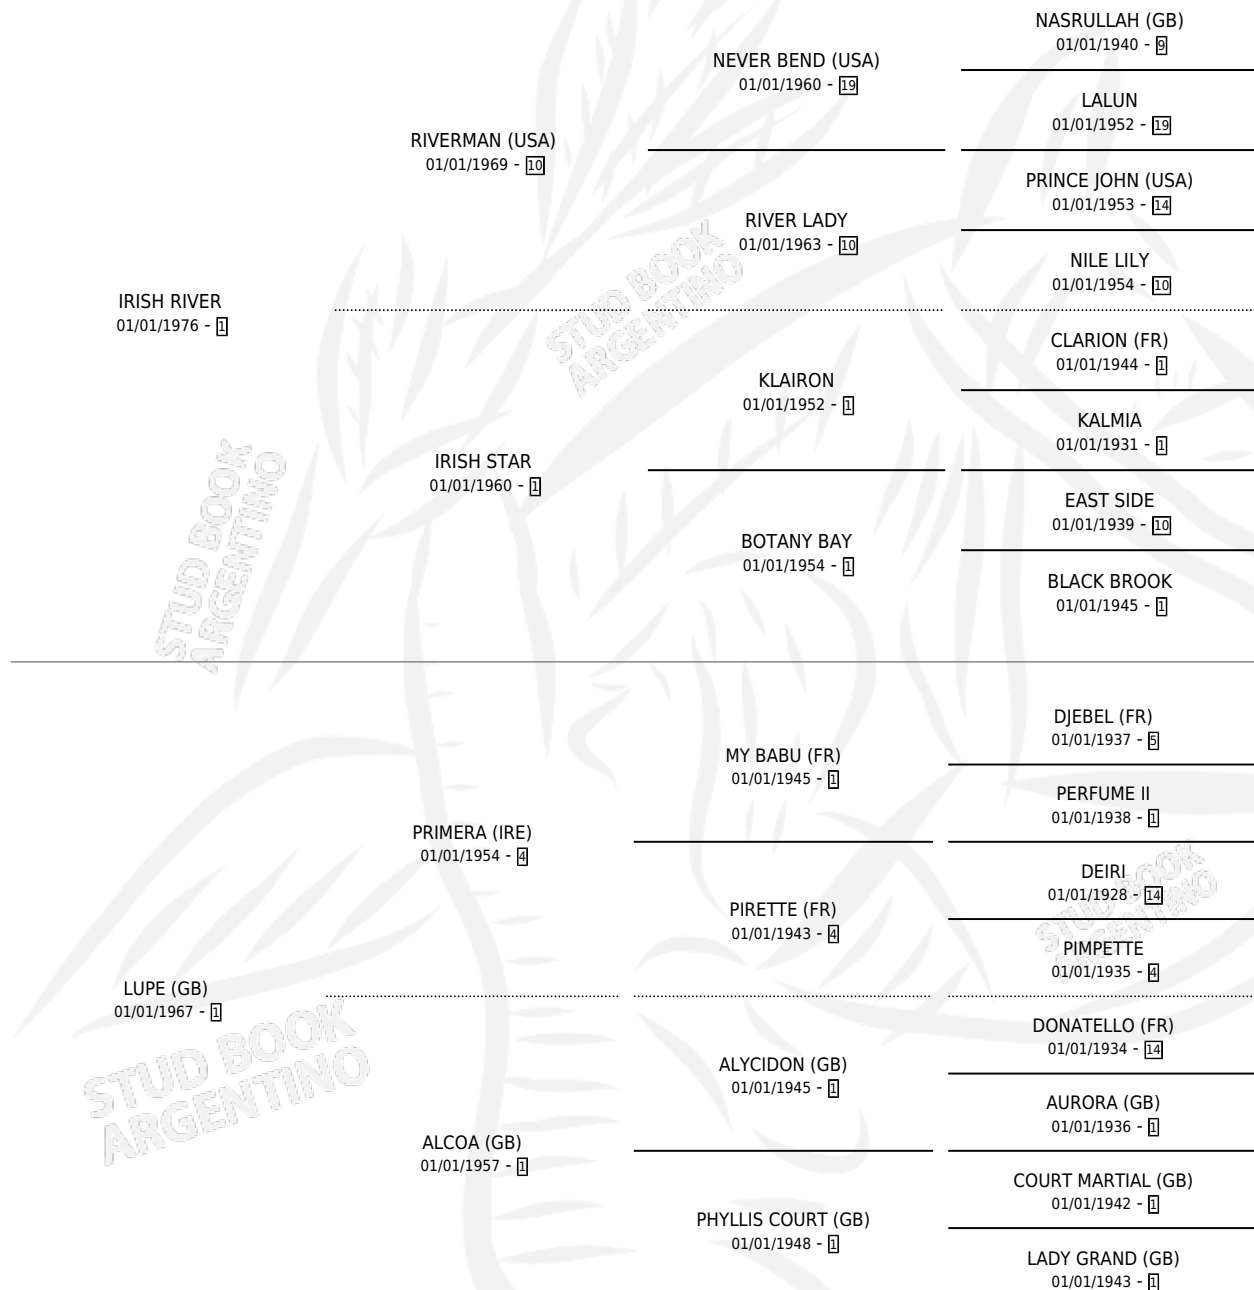 NASRULLAH (GB)
01/01/1940 - 9
NEVER BEND (USA)
01/01/1960 - 19
LALUN
01/01/1952 - 19
RIVERMAN (USA)
01/01/1969 - 10
PRINCE JOHN (USA)
01/01/1953 - 14
RIVER LADY
01/01/1963 - 10
NILE LILY
01/01/1954 - 10
IRISH RIVER
01/01/1976 - 1
CLARION (FR)
01/01/1944 - 1
KLAIRON
01/01/1952 - 1
KALMIA
01/01/1931 - 1
IRISH STAR
01/01/1960 - 1
EAST SIDE
01/01/1939 - 10
BOTANY BAY
01/01/1954 - 1
BLACK BROOK
01/01/1945 - 1
DJEBEL (FR)
01/01/1937 - 5
MY BABU (FR)
01/01/1945 - 1
PERFUME II
01/01/1938 - 1
PRIMERA (IRE)
01/01/1954 - 4
DEIRI
01/01/1928 - 14
PIRETTE (FR)
01/01/1943 - 4
PIMPETTE
01/01/1935 - 4
LUPE (GB)
01/01/1967 - 1
DONATELLO (FR)
01/01/1934 - 14
ALYCIDON (GB)
01/01/1945 - 1
AURORA (GB)
01/01/1936 - 1
ALCOA (GB)
01/01/1957 - 1
COURT MARTIAL (GB)
01/01/1942 - 1
PHYLLIS COURT (GB)
01/01/1948 - 1
LADY GRAND (GB)
01/01/1943 - 1
STUD BOOK
ARGENTINO
STUD BOOK
ARGENTINO
STUD BOOK
ARGENTINO
STUD BOOK
ARGENTINO